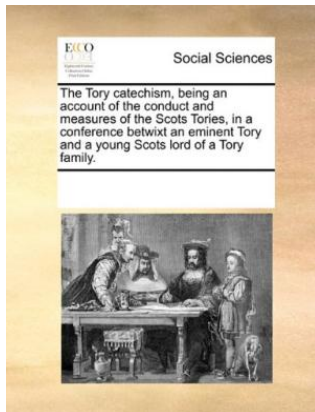 ECCO
Social Sciences
The Tory catechism, being an
account of the conduct and
measures of the Scots Tories, in a
conference betwixt an eminent Tory
and a young Scots lord of a Tory
family.